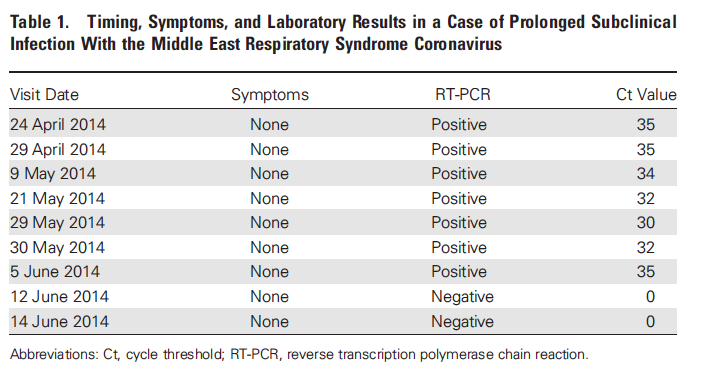 Table 1. Timing, Symptoms, and Laboratory Results in a Case of Prolonged Subclinical
Infection With the Middle East Respiratory Syndrome Coronavirus
Visit Date Symptoms RT-PCR Ct Value
24 April 2014 None Positive 35
29 April 2014 None Positive 35
9 May 2014 None Positive 34
21 May 2014 None Positive 32
29 May 2014 None Positive 30
30 May 2014 None Positive 32
5 June 2014 None Positive 35
12 June 2014 None Negative 0
14 June 2014 None Negative 0
Abbreviations: Ct, cycle threshold; RT-PCR, reverse transcription polymerase chain reaction.